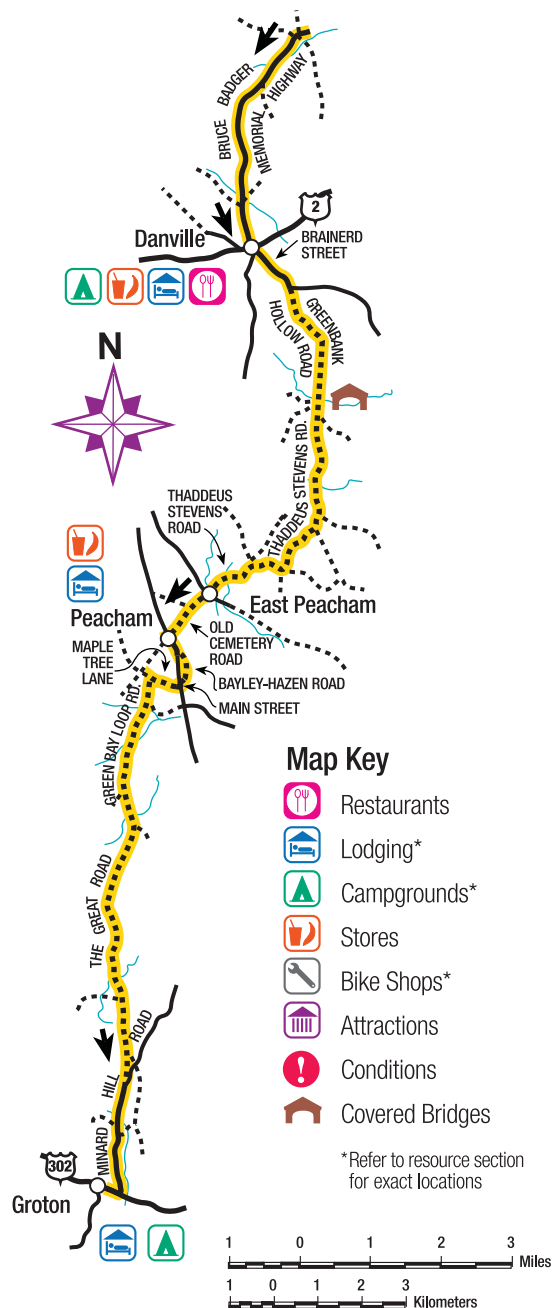 BRUCE BADGER
MEMORIAL HIGHWAY
2
Danville
BRAINERD
STREET
GREENBANK
HOLLOW ROAD
N
THADDEUS STEVENS RD.
THADDEUS
STEVENS
ROAD
East Peacham
Peacham
OLD
CEMETERY
ROAD
MAPLE
TREE
LANE
BAYLEY-HAZEN ROAD
MAIN STREET
GREEN BAY LOOP RD.
THE GREAT ROAD
MINARD HILL ROAD
302
Groton
Map Key
Restaurants
Lodging*
Campgrounds*
Stores
Bike Shops*
Attractions
! Conditions
Covered Bridges
*Refer to resource section
for exact locations
1 0 1 2 3
Miles
1 0 1 2 3
Kilometers